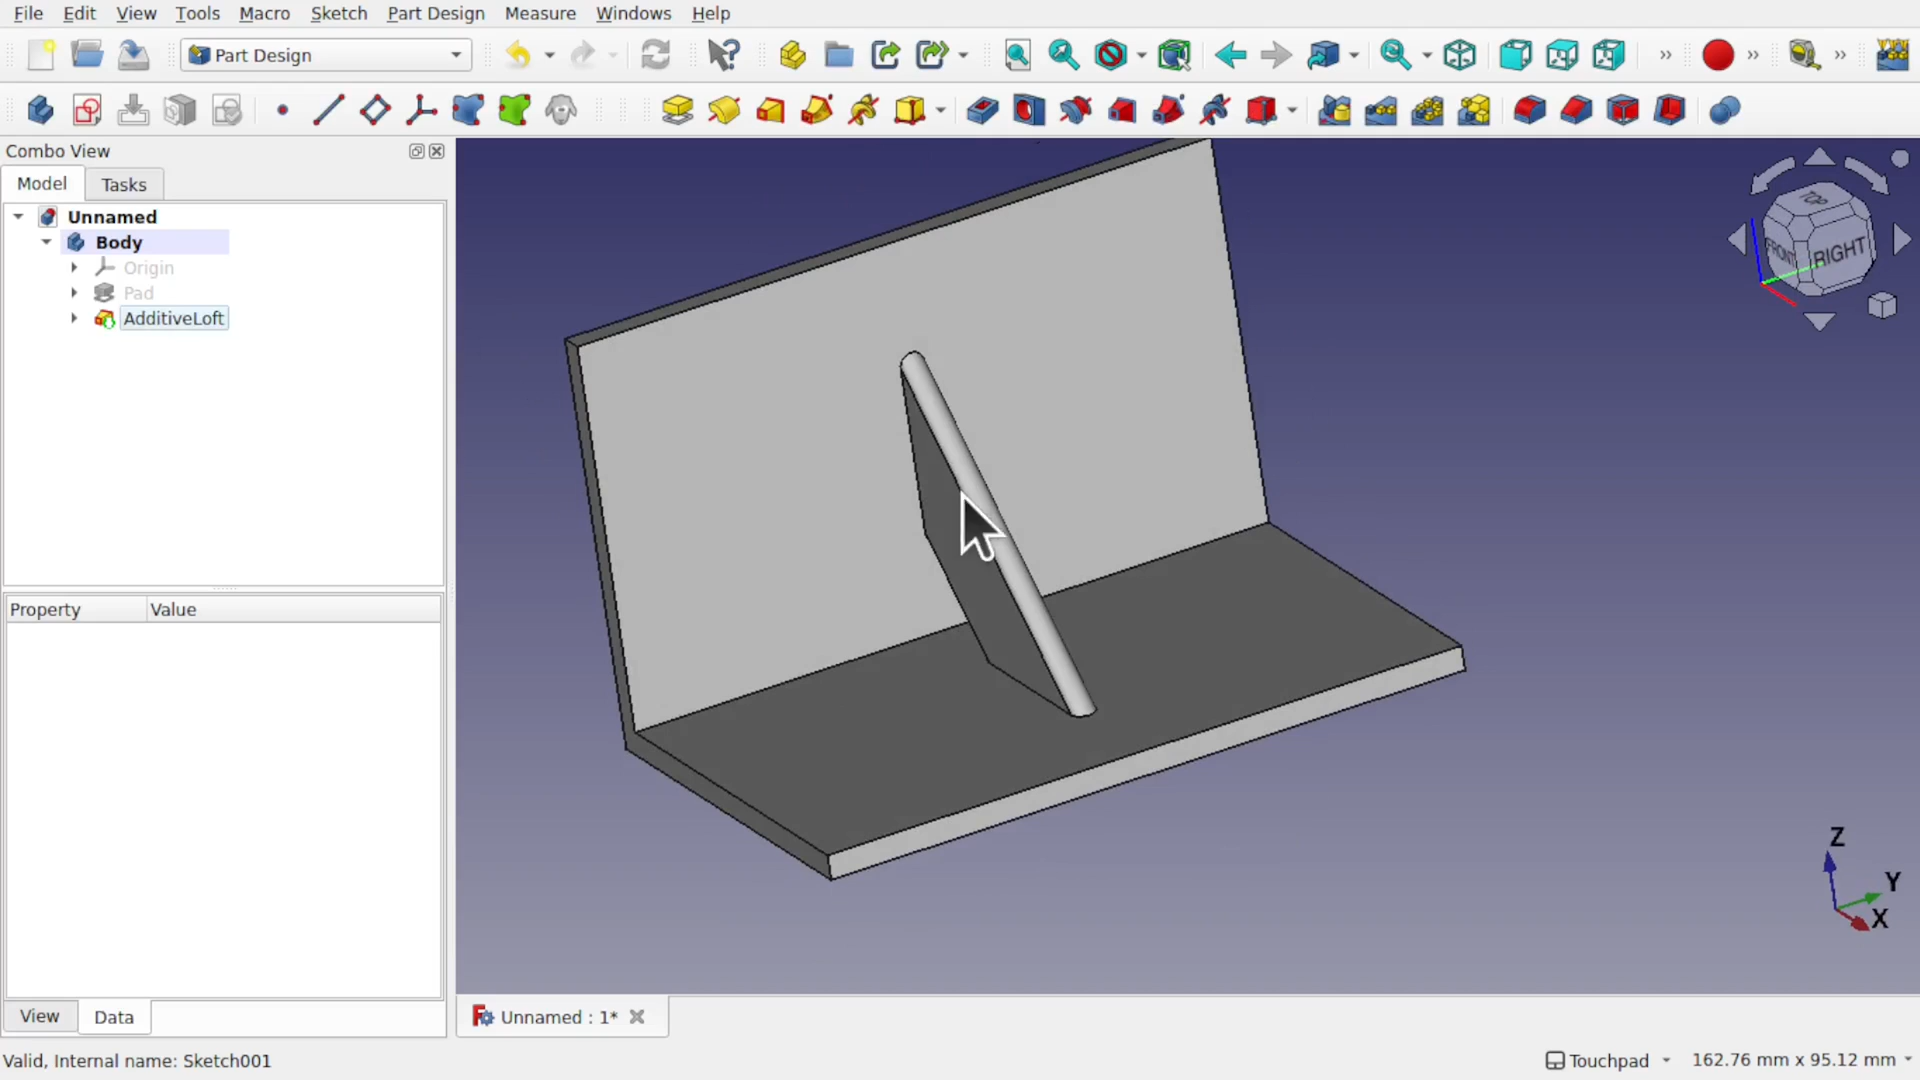 File Edit View Tools Macro Sketch Part Design Measure Windows Help
Part Design
Combo View
Model Tasks
Unnamed
Body
Origin
Pad
AdditiveLoft
Property Value
View Data
TOP
FRONT RIGHT
Z
Y
X
Unnamed : 1*
Valid, Internal name: Sketch001
Touchpad 162.76 mm x 95.12 mm